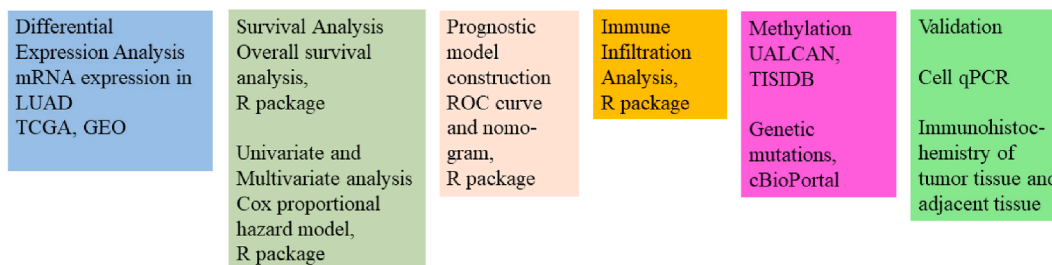 Differential
Expression Analysis
mRNA expression in
LUAD
TCGA, GEO
Survival Analysis
Overall survival
analysis,
R package
Univariate and
Multivariate analysis
Cox proportional
hazard model,
R package
Prognostic
model
construction
ROC curve
and nomo-
gram,
R package
Immune
Infiltration
Analysis,
R package
Methylation
UALCAN,
TISIDB
Genetic
mutations,
cBioPortal
Validation
Cell qPCR
Immunohistoc-
hemistry of
tumor tissue and
adjacent tissue